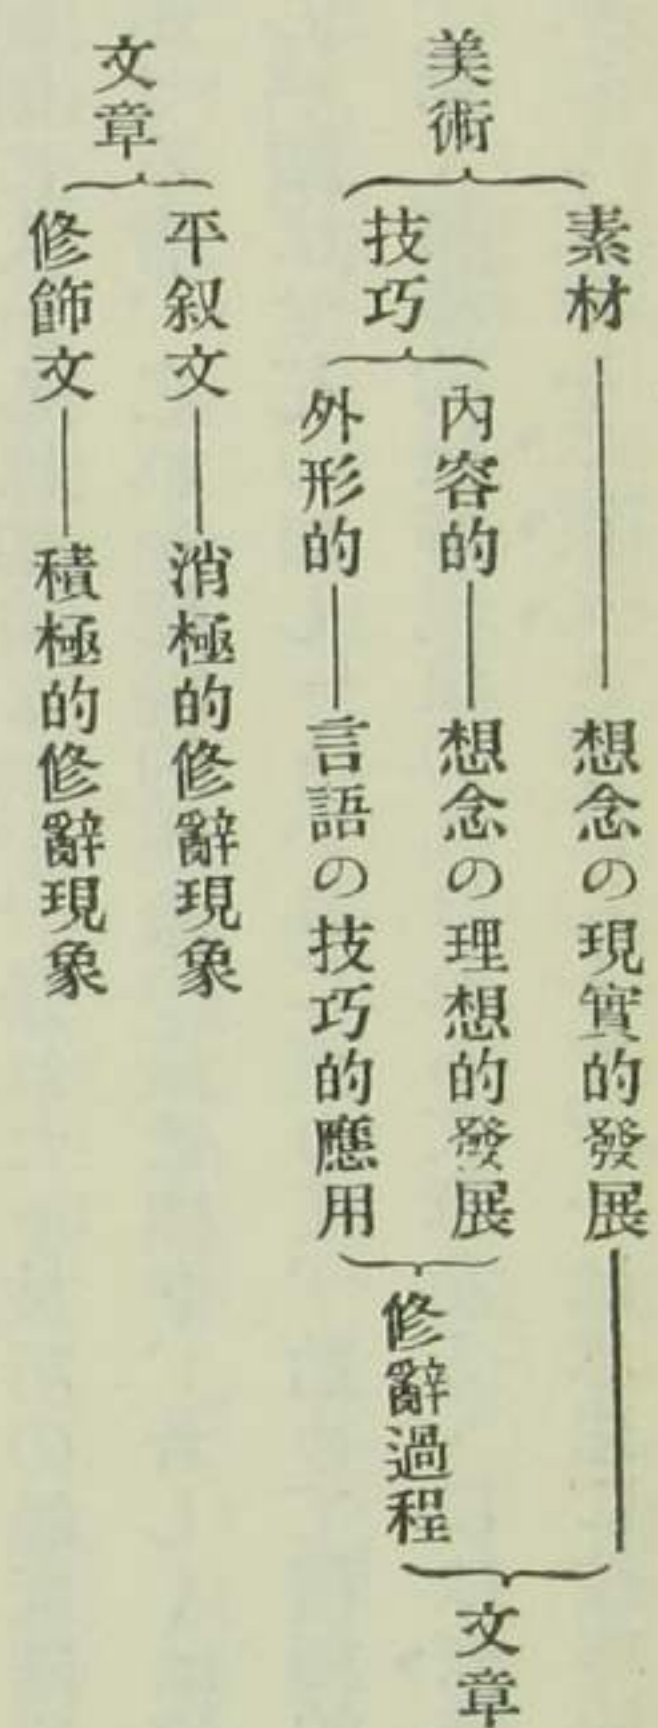 美術
素材
想念の現實的發展
技巧
內容的
想念の理想的發展
外形的
言語の技巧的應用
修辭過程
文章
文章
平叙文
消極的修辭現象
修飾文
積極的修辭現象